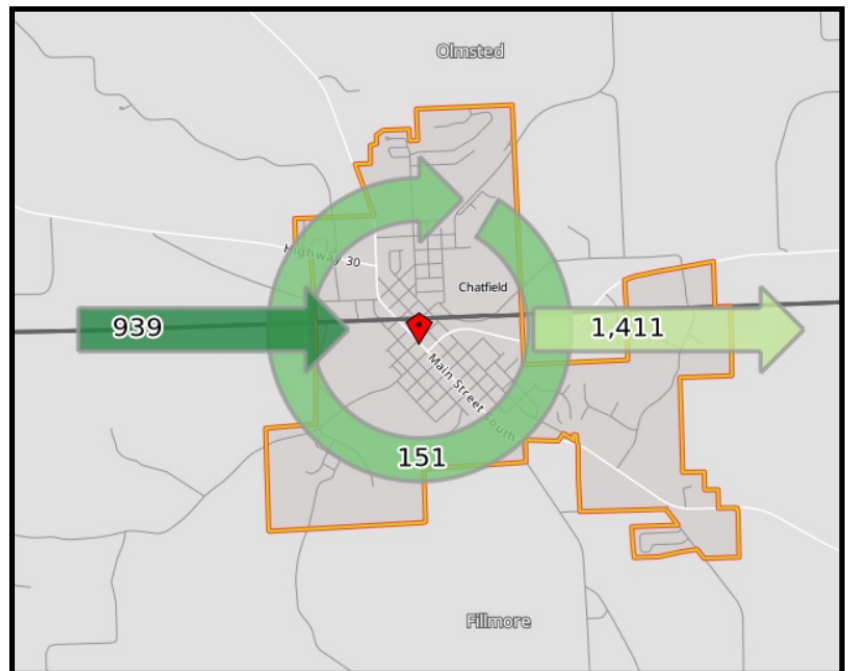 Olmsted
Highway 30
Chatfield
939
1,411
Main Street South
151
Fillmore